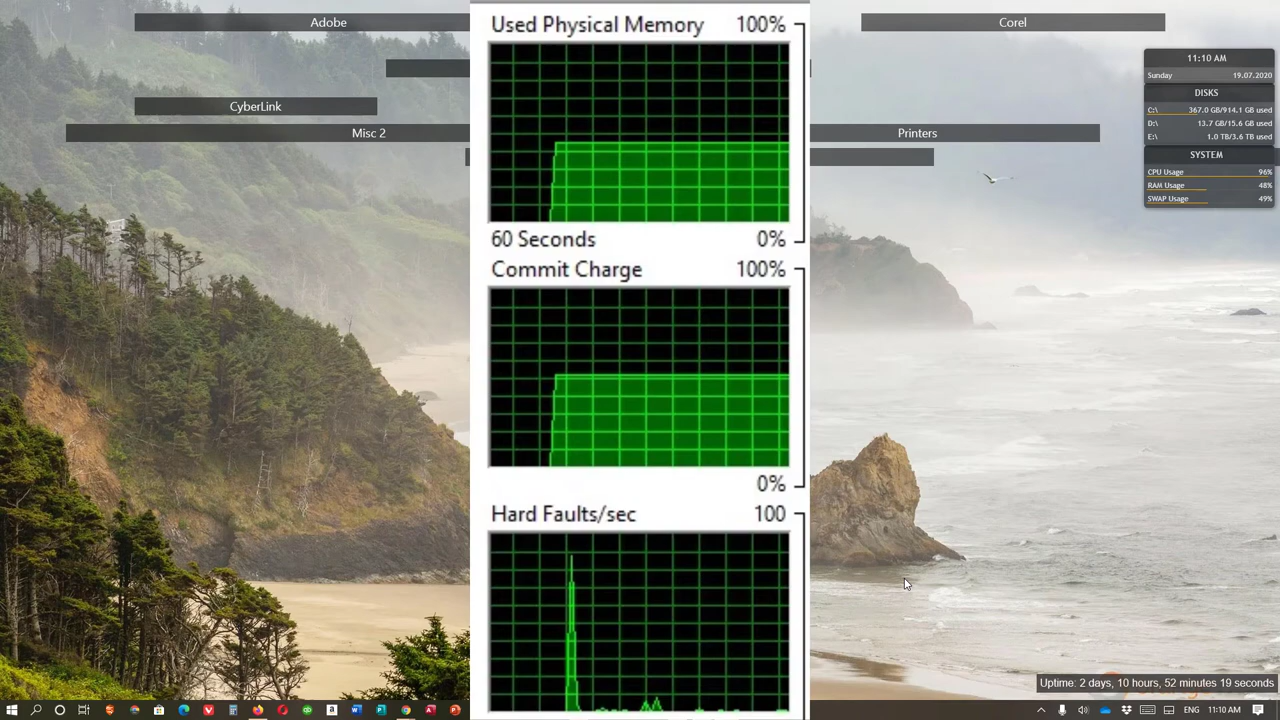 Adobe
Used Physical Memory 100%
Corel
11:10 AM
Sunday 19.07.2020
DISKS
C:\ 367.0 GB/914.1 GB used
D:\ 13.7 GB/15.6 GB used
E:\ 1.0 TB/3.6 TB used
CyberLink
Misc 2
Printers
SYSTEM
CPU Usage 96%
RAM Usage 48%
SWAP Usage 49%
60 Seconds 0%
Commit Charge 100%
0%
Hard Faults/sec 100
Uptime: 2 days, 10 hours, 52 minutes 19 seconds
ENG 11:10 AM